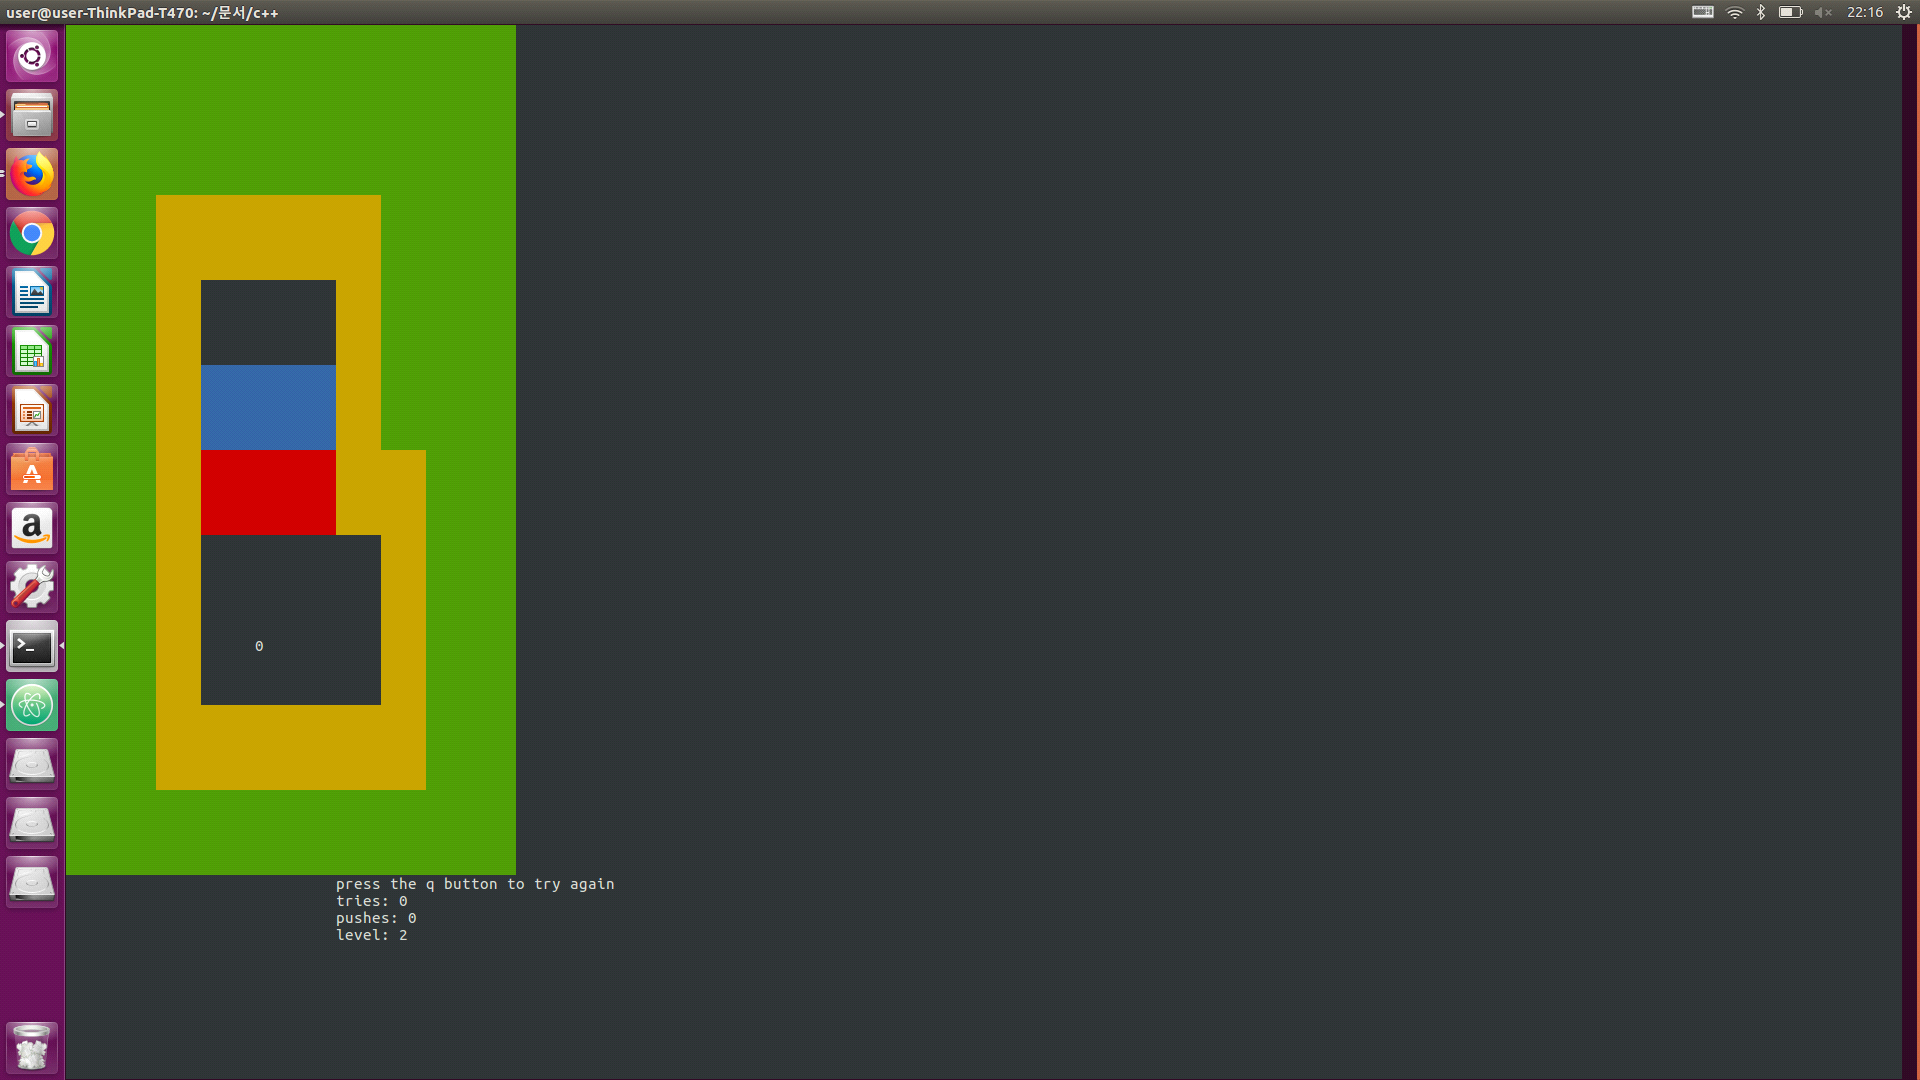 user@user-ThinkPad-T470: ~/문서/c++
22:16
0
press the q button to try again
tries: 0
pushes: 0
level: 2